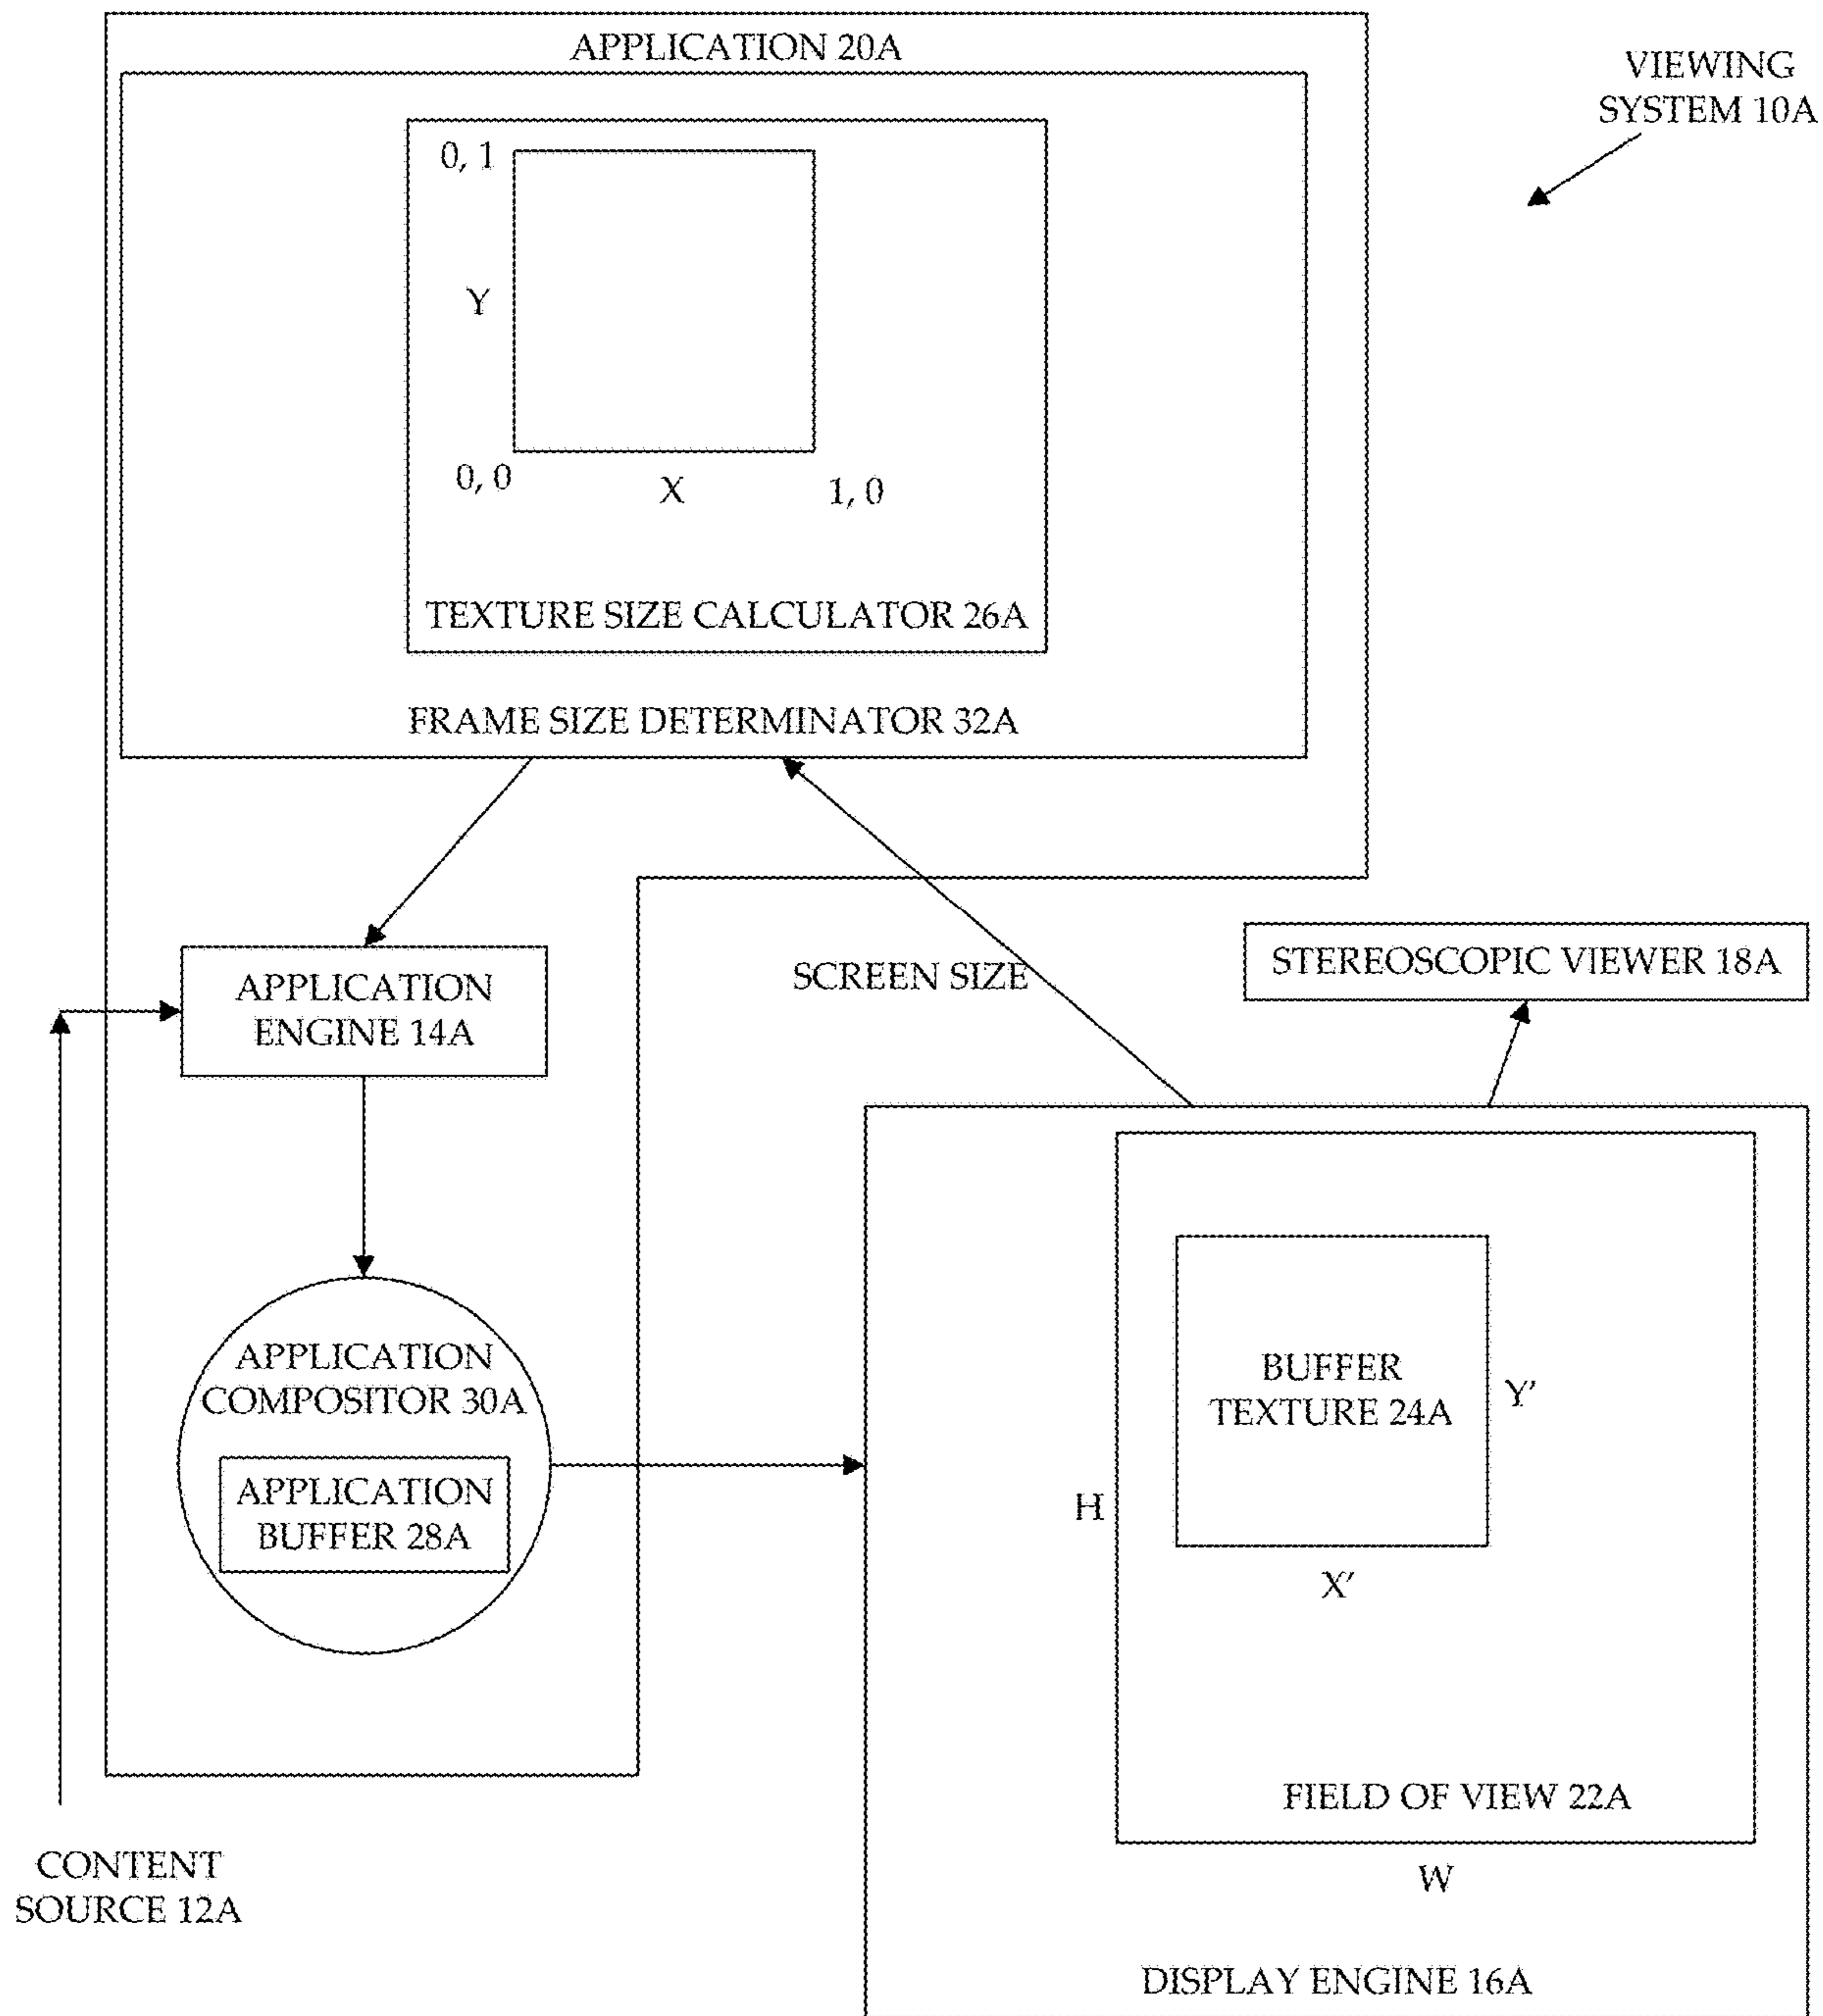 APPLICATION 20A
VIEWING
SYSTEM 10A
0, 1
Y
0, 0
X
1, 0
TEXTURE SIZE CALCULATOR 26A
FRAME SIZE DETERMINATOR 32A
APPLICATION
ENGINE 14A
SCREEN SIZE
STEREOSCOPIC VIEWER 18A
APPLICATION
COMPOSITOR 30A
APPLICATION
BUFFER 28A
BUFFER
TEXTURE 24A
Y'
H
X'
FIELD OF VIEW 22A
W
CONTENT
SOURCE 12A
DISPLAY ENGINE 16A